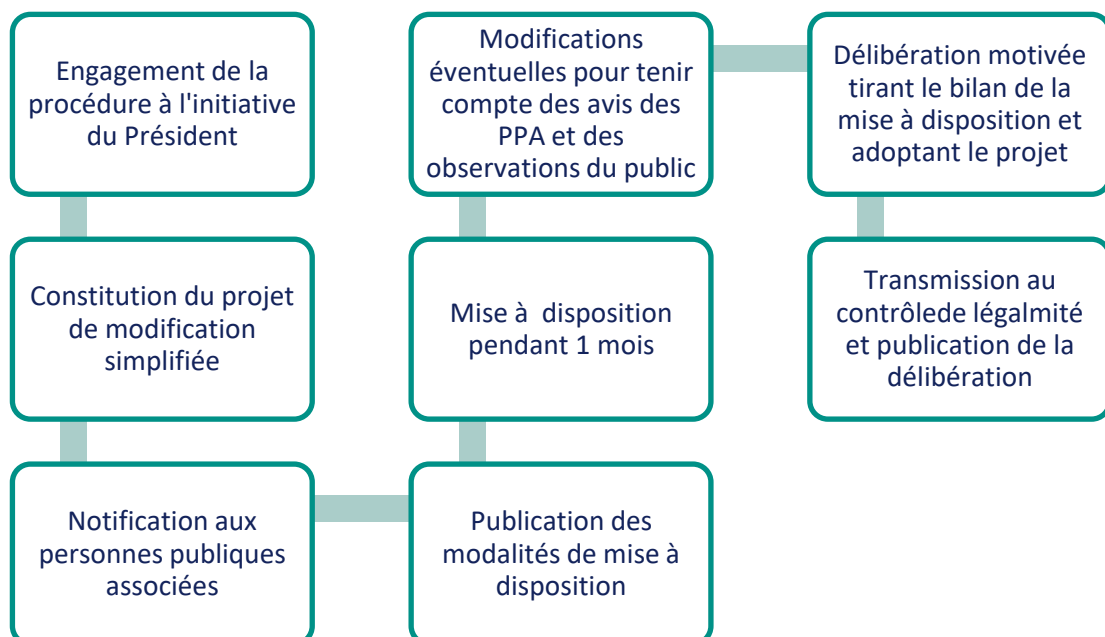 Engagement de la
procédure à l'initiative
du Président
Constitution du projet
de modification
simplifiée
Notification aux
personnes publiques
associées
Publication des
modalités de mise à
disposition
Mise à  disposition
pendant 1 mois
Modifications
éventuelles pour tenir
compte des avis des
PPA et des
observations du public
Délibération motivée
tirant le bilan de la
mise à disposition et
adoptant le projet
Transmission au
contrôlede légalmité
et publication de la
délibération